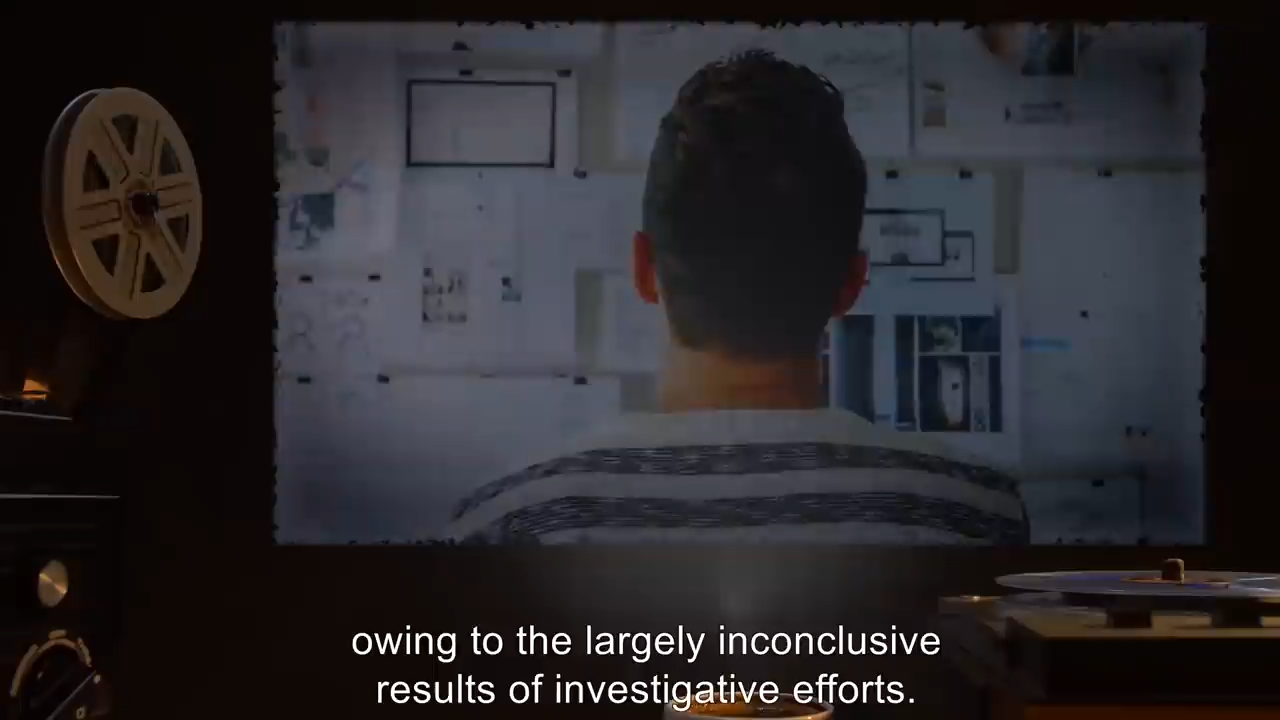 owing to the largely inconclusive
results of investigative efforts.